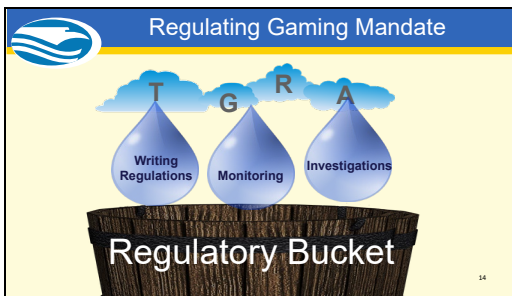 Regulating Gaming Mandate
T G R A
Writing
Regulations
Monitoring
Investigations
Regulatory Bucket
14